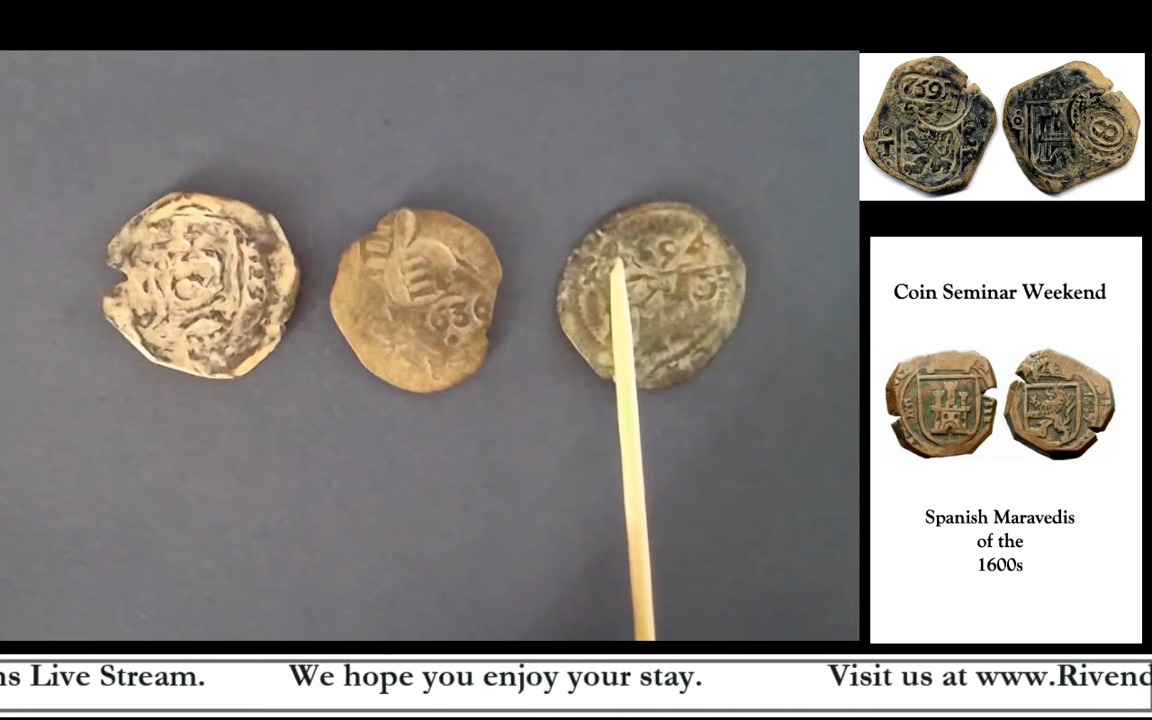 Coin Seminar Weekend
Spanish Maravedis
of the
1600s
ns Live Stream. We hope you enjoy your stay. Visit us at www.Rivend